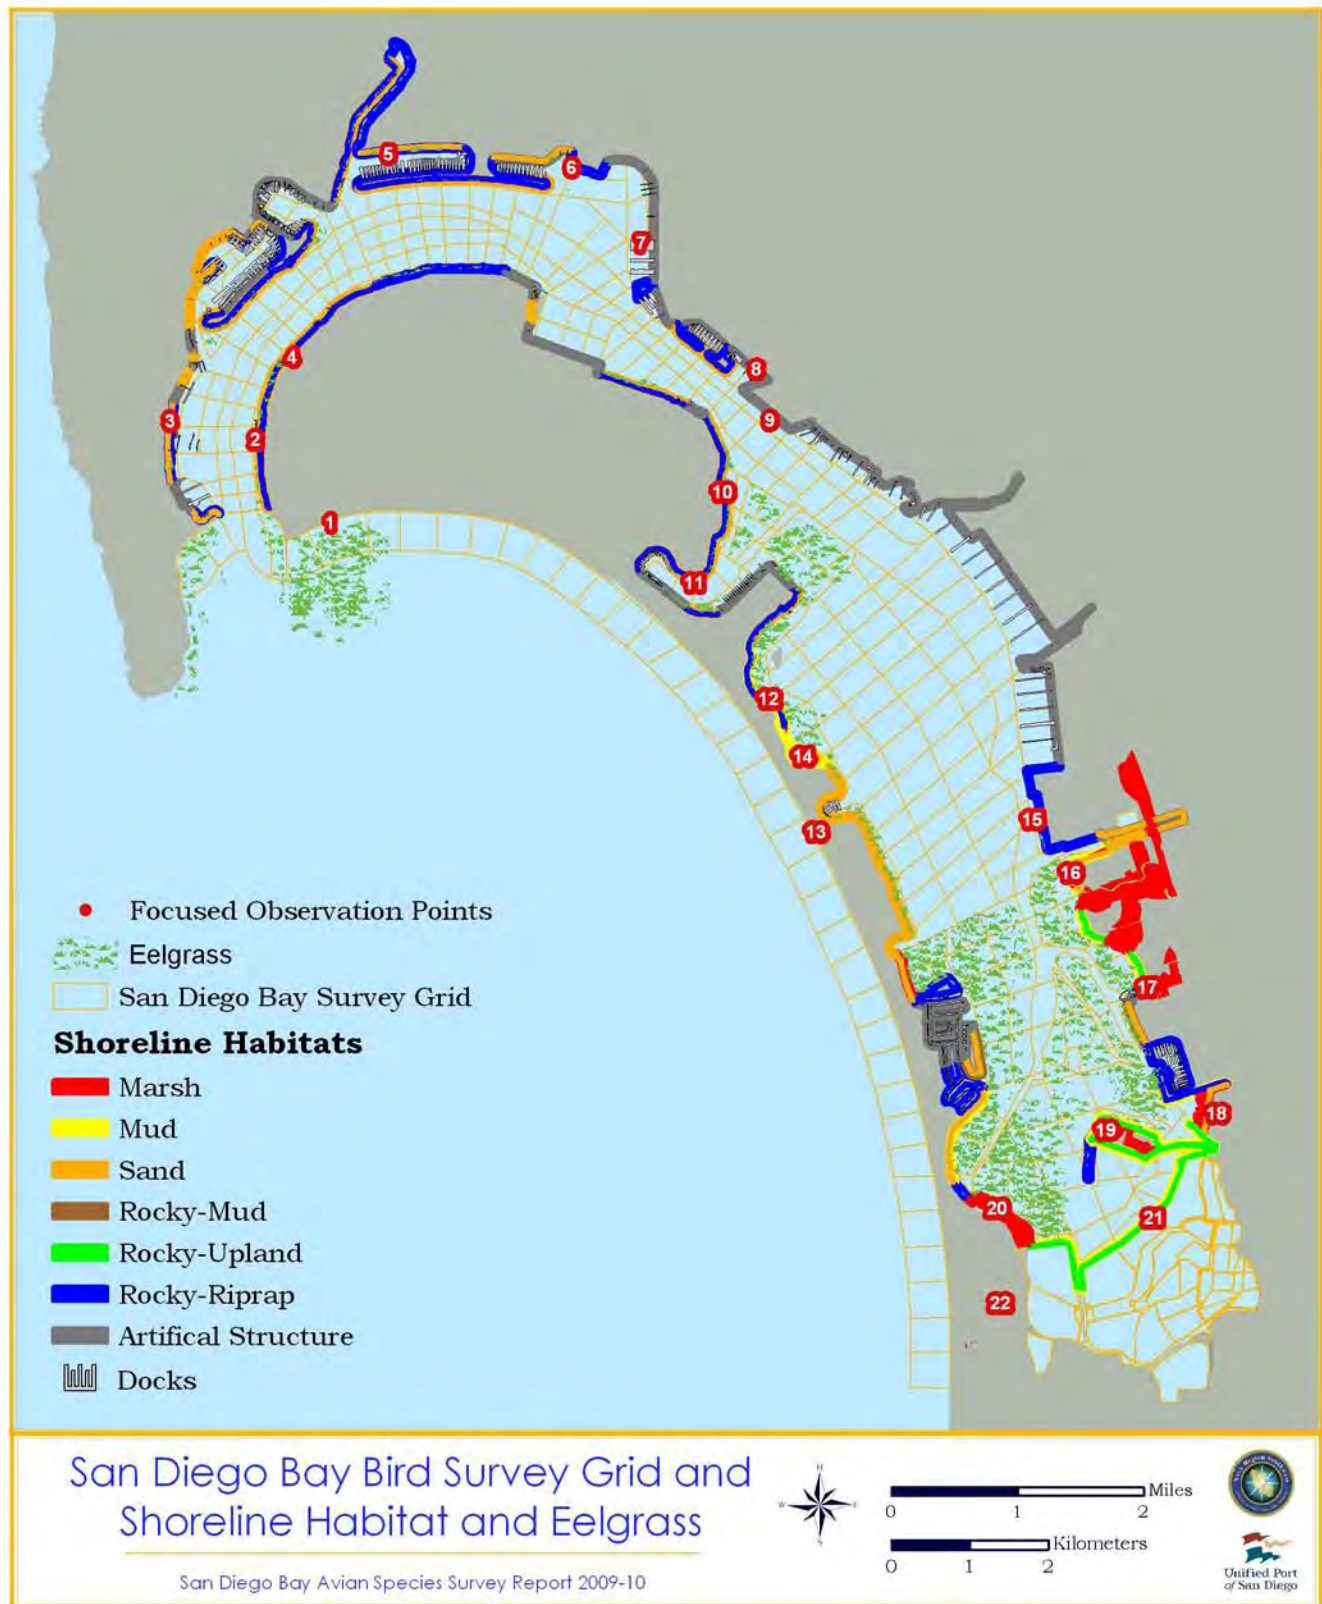 5
6
7
4
8
3
9
2
10
1
11
12
14
15
13
16
Focused Observation Points
Eelgrass
17
San Diego Bay Survey Grid
Shoreline Habitats
Marsh
18
Mud
19
Sand
20
Rocky-Mud
21
Rocky-Upland
Rocky-Riprap
22
Artifical Structure
Docks
San Diego Bay Bird Survey Grid and
Shoreline Habitat and Eelgrass
San Diego Bay Avian Species Survey Report 2009-10
N
W
E
S
Miles
0 1 2
Kilometers
0 1 2
Unified Port
of San Diego